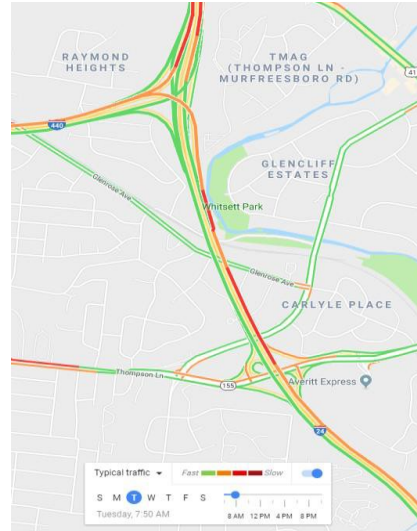 RAYMOND
HEIGHTS
TMAG
(THOMPSON LN -
MURFREESBORO RD)
41
440
GLENCLIFF
ESTATES
Glenrose Ave
Whitsett Park
Glenrose Ave
CARLYLE PLACE
Thompson Ln
155
Averitt Express
24
Typical traffic Fast Slow
S M T W T F S
Tuesday, 7:50 AM
8 AM 12 PM 4 PM 8 PM